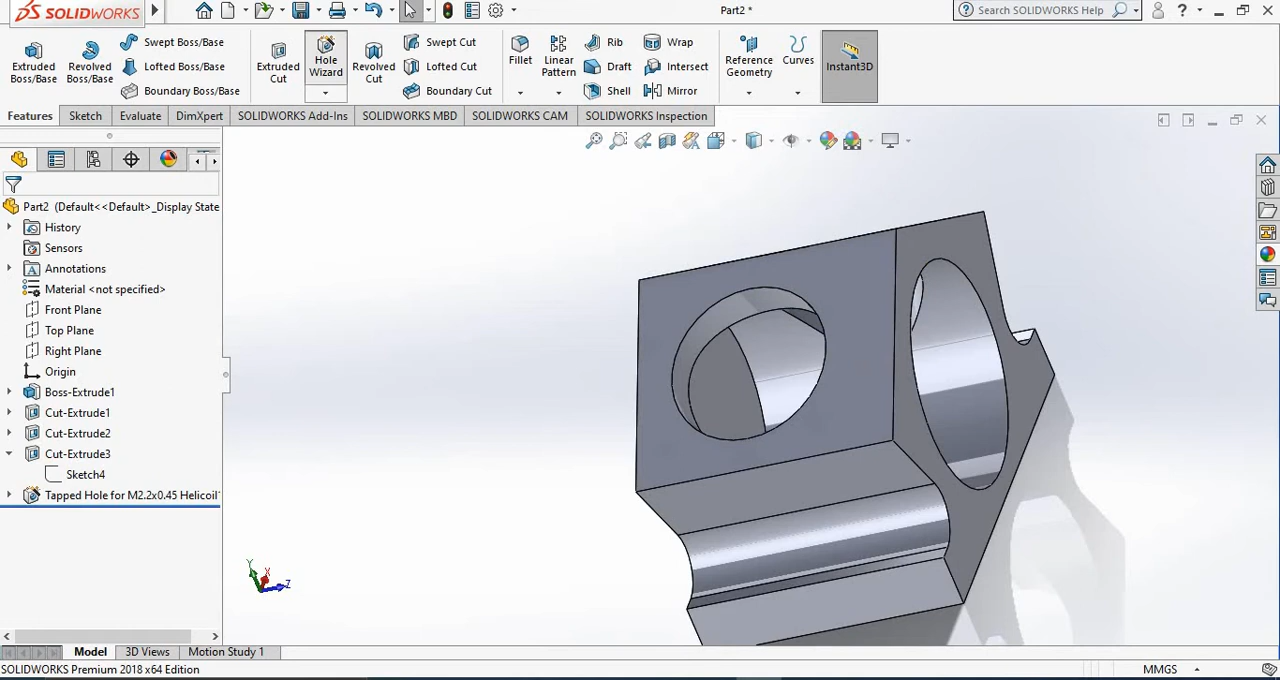 SOLIDWORKS
Part2 *
Search SOLIDWORKS Help
?
Extruded Boss/Base
Revolved Boss/Base
Swept Boss/Base
Lofted Boss/Base
Boundary Boss/Base
Extruded Cut
Hole Wizard
Revolved Cut
Swept Cut
Lofted Cut
Boundary Cut
Fillet
Linear Pattern
Rib
Draft
Shell
Wrap
Intersect
Mirror
Reference Geometry
Curves
Instant3D
Features
Sketch
Evaluate
DimXpert
SOLIDWORKS Add-Ins
SOLIDWORKS MBD
SOLIDWORKS CAM
SOLIDWORKS Inspection
Part2 (Default<<Default>_Display State
History
Sensors
Annotations
Material <not specified>
Front Plane
Top Plane
Right Plane
Origin
Boss-Extrude1
Cut-Extrude1
Cut-Extrude2
Cut-Extrude3
Sketch4
Tapped Hole for M2.2x0.45 Helicoil
Y
X
Z
Model
3D Views
Motion Study 1
SOLIDWORKS Premium 2018 x64 Edition
MMGS